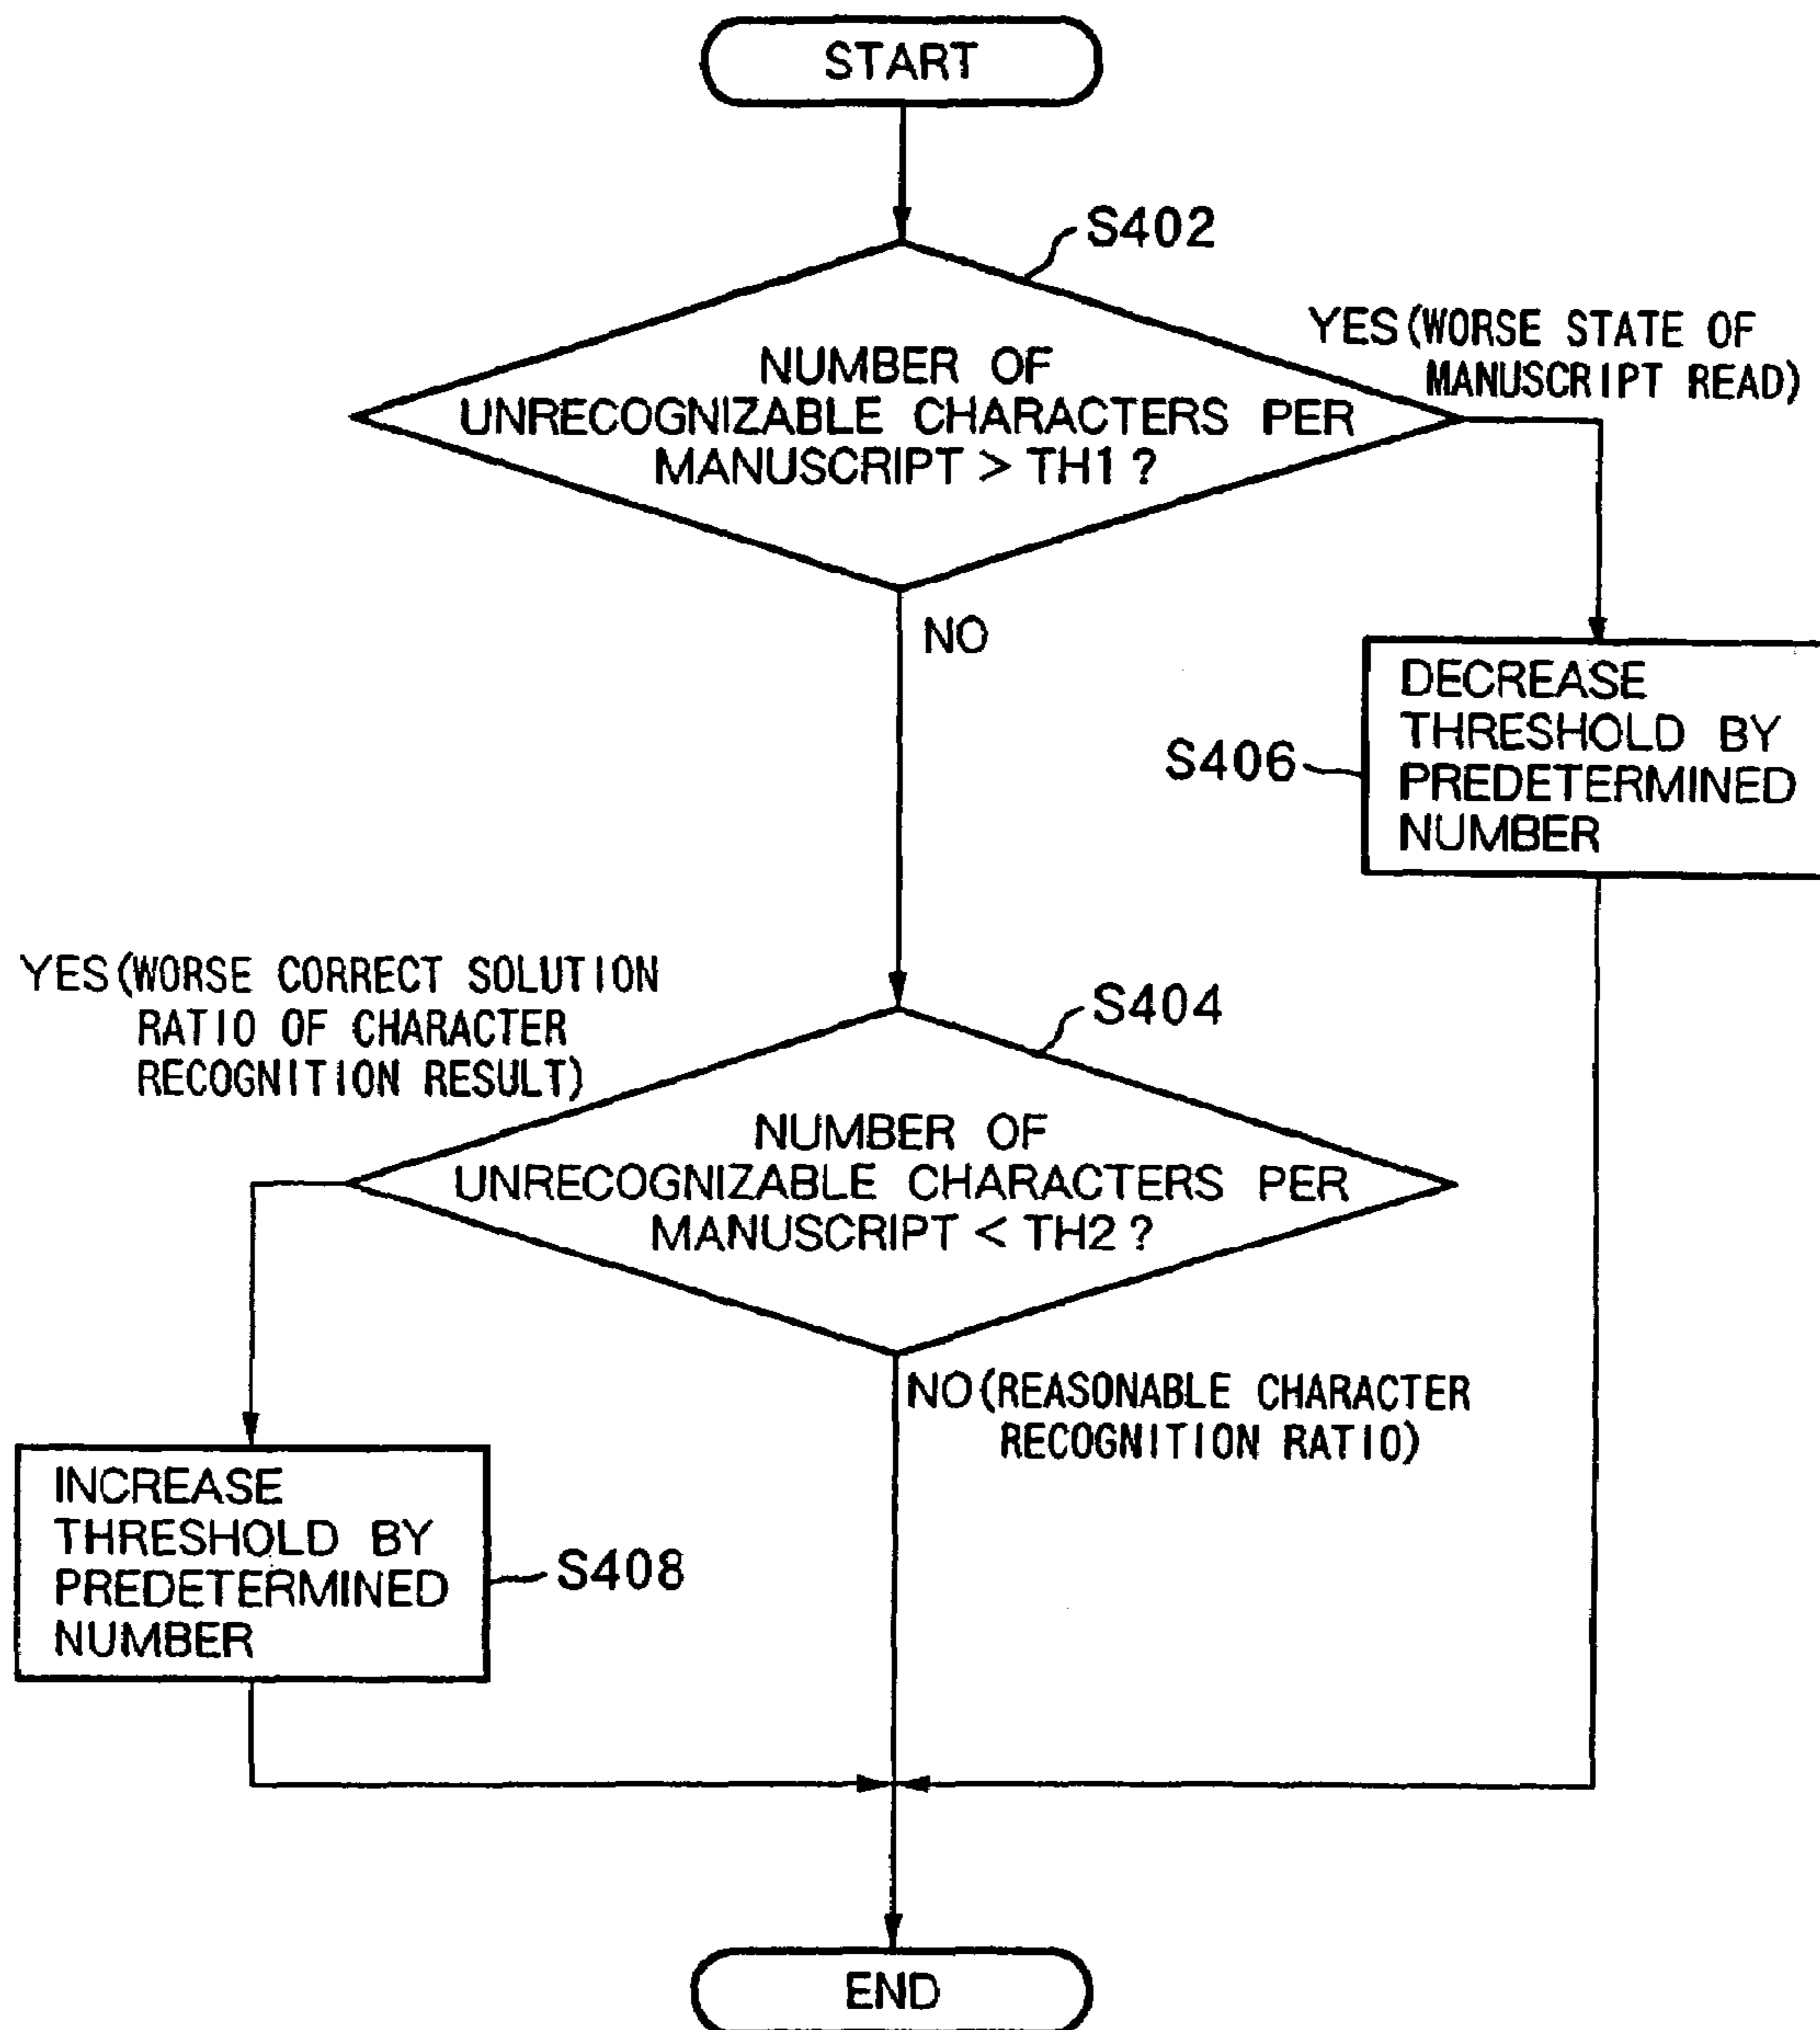 START
S402
YES (WORSE STATE OF
MANUSCRIPT READ)
NUMBER OF
UNRECOGNIZABLE CHARACTERS PER
MANUSCRIPT > TH1 ?
NO
DECREASE
THRESHOLD BY
PREDETERMINED
NUMBER
S406
YES (WORSE CORRECT SOLUTION
RATIO OF CHARACTER
RECOGNITION RESULT)
S404
NUMBER OF
UNRECOGNIZABLE CHARACTERS PER
MANUSCRIPT < TH2 ?
NO (REASONABLE CHARACTER
RECOGNITION RATIO)
INCREASE
THRESHOLD BY
PREDETERMINED
NUMBER
S408
END